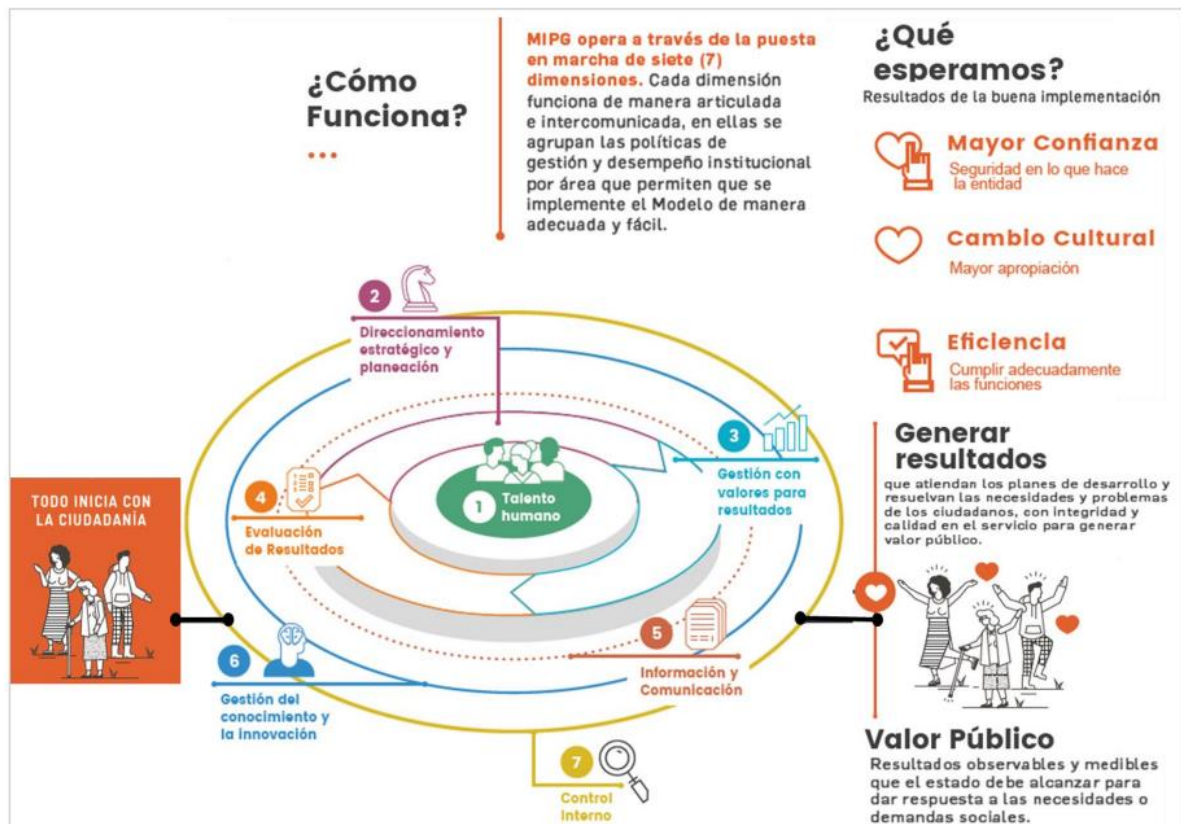 ¿Cómo
Funciona?
MIPG opera a través de la puesta
en marcha de siete (7)
dimensiones. Cada dimensión
funciona de manera articulada
e intercomunicada, en ellas se
agrupan las políticas de
gestión y desempeño institucional
por área que permiten que se
implemente el Modelo de manera
adecuada y fácil.
¿Qué
esperamos?
Resultados de la buena implementación
Mayor Confianza
Seguridad en lo que hace
la entidad
Cambio Cultural
Mayor apropiación
Eficiencia
Cumplir adecuadamente
las funciones
TODO INICIA CON
LA CIUDADANÍA
1
Talento
humano
2
Direccionamiento
estratégico y
planeación
3
Gestión con
valores para
resultados
4
Evaluación
de Resultados
5
Información y
Comunicación
6
Gestión del
conocimiento y
la innovación
7
Control
Interno
Generar
resultados
que atiendan los planes de desarrollo y
resuelvan las necesidades y problemas
de los ciudadanos, con integridad y
calidad en el servicio para generar
valor público.
Valor Público
Resultados observables y medibles
que el estado debe alcanzar para
dar respuesta a las necesidades o
demandas sociales.